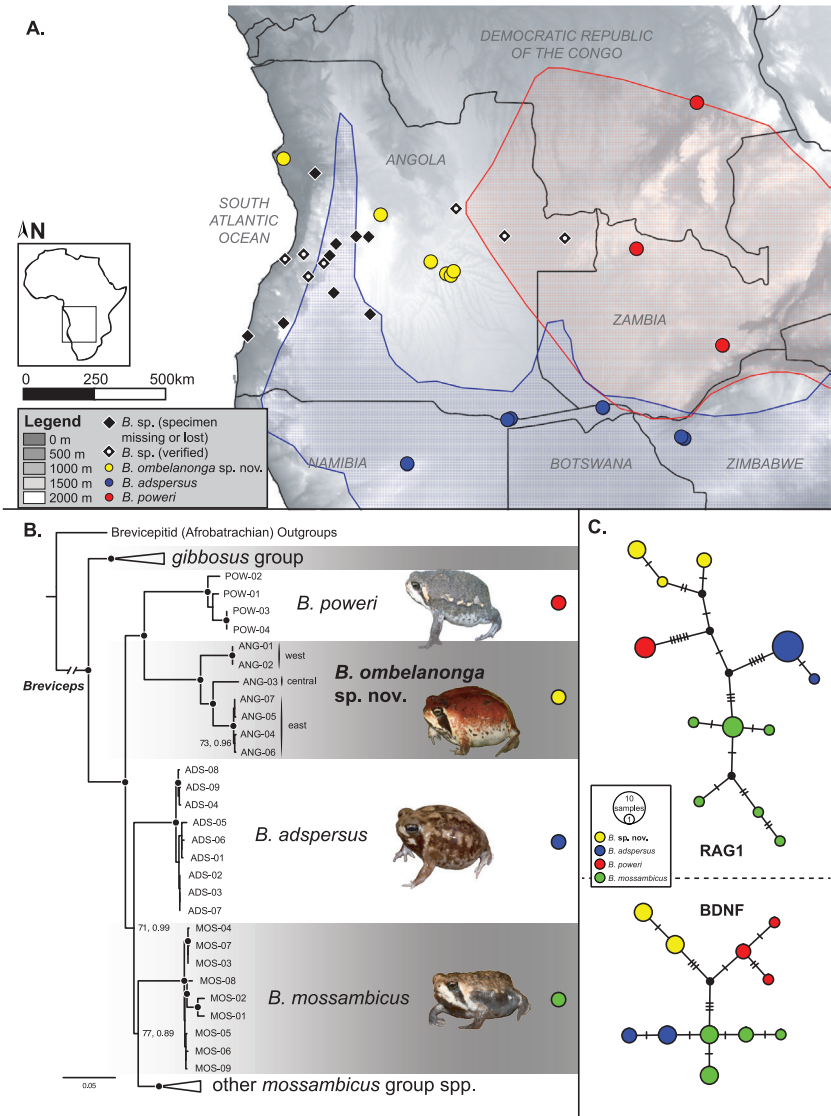 A.
DEMOCRATIC REPUBLIC
OF THE CONGO
ANGOLA
SOUTH
ATLANTIC
OCEAN
N
ZAMBIA
0 250 500km
Legend
0 m
500 m
1000 m
1500 m
2000 m
B. sp. (specimen
missing or lost)
B. sp. (verified)
B. ombelanonga sp. nov.
B. adspersus
B. poweri
NAMIBIA
BOTSWANA
ZIMBABWE
B.
Brevicepitid (Afrobatrachian) Outgroups
gibbosus group
POW-02
POW-01
POW-03
POW-04
B. poweri
Breviceps
ANG-01
ANG-02
west
ANG-03
central
ANG-07
ANG-05
ANG-04
ANG-06
east
73, 0.96
B. ombelanonga
sp. nov.
ADS-08
ADS-09
ADS-04
ADS-05
ADS-06
ADS-01
ADS-02
ADS-03
ADS-07
B. adspersus
71, 0.99
MOS-04
MOS-07
MOS-03
MOS-08
MOS-02
MOS-01
MOS-05
MOS-06
MOS-09
B. mossambicus
77, 0.89
other mossambicus group spp.
0.05
C.
10
samples
1
B. sp. nov.
B. adspersus
B. poweri
B. mossambicus
RAG1
BDNF